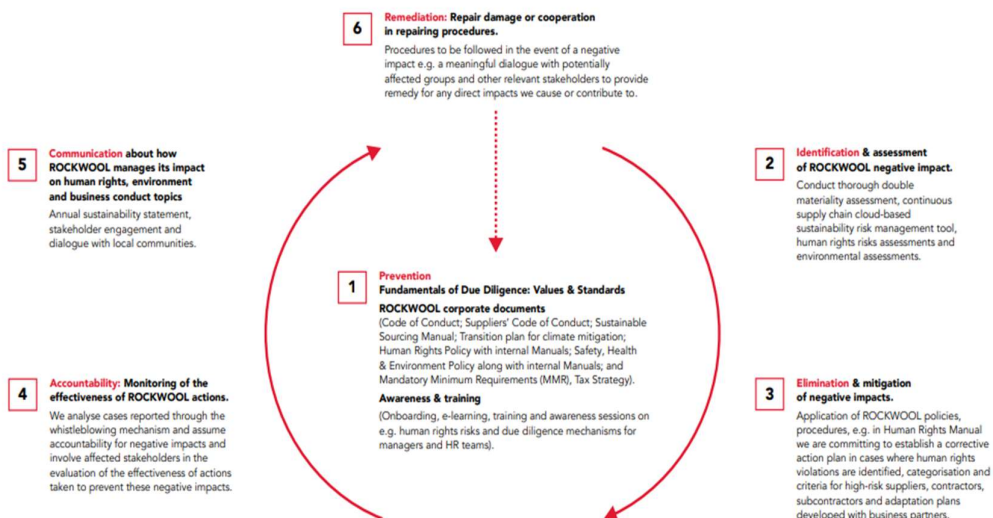 6
Remediation: Repair damage or cooperation
in repairing procedures.
Procedures to be followed in the event of a negative
impact e.g. a meaningful dialogue with potentially
affected groups and other relevant stakeholders to provide
remedy for any direct impacts we cause or contribute to.
5
Communication about how
ROCKWOOL manages its impact
on human rights, environment
and business conduct topics
Annual sustainability statement,
stakeholder engagement and
dialogue with local communities.
2
Identification & assessment
of ROCKWOOL negative impact.
Conduct thorough double
materiality assessment, continuous
supply chain cloud-based
sustainability risk management tool,
human rights risks assessments and
environmental assessments.
1
Prevention
Fundamentals of Due Diligence: Values & Standards
ROCKWOOL corporate documents
(Code of Conduct; Suppliers' Code of Conduct; Sustainable
Sourcing Manual; Transition plan for climate mitigation;
Human Rights Policy with internal Manuals; Safety, Health
& Environment Policy along with internal Manuals; and
Mandatory Minimum Requirements (MMR), Tax Strategy).
Awareness & training
(Onboarding, e-learning, training and awareness sessions on
e.g. human rights risks and due diligence mechanisms for
managers and HR teams).
4
Accountability: Monitoring of the
effectiveness of ROCKWOOL actions.
We analyse cases reported through the
whistleblowing mechanism and assume
accountability for negative impacts and
involve affected stakeholders in the
evaluation of the effectiveness of actions
taken to prevent these negative impacts.
3
Elimination & mitigation
of negative impacts.
Application of ROCKWOOL policies,
procedures, e.g. in Human Rights Manual
we are committing to establish a corrective
action plan in cases where human rights
violations are identified, categorisation and
criteria for high-risk suppliers, contractors,
subcontractors and adaptation plans
developed with business partners.